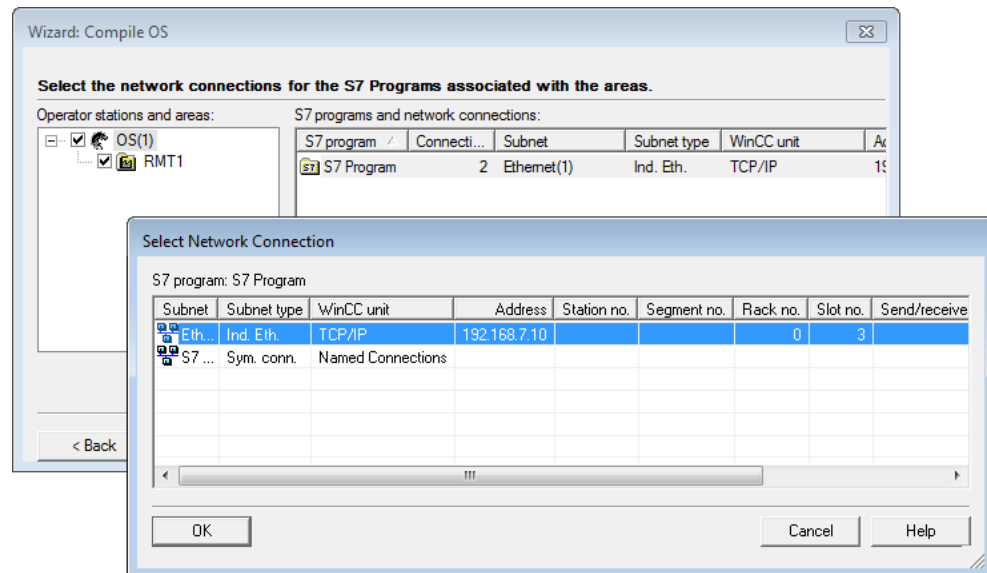 Wizard: Compile OS
Select the network connections for the S7 Programs associated with the areas.
Operator stations and areas: S7 programs and network connections:
OS(1)
RMT1
S7 program Connecti... Subnet Subnet type WinCC unit
S7 Program 2 Ethernet(1) Ind. Eth. TCP/IP
< Back
Select Network Connection
S7 program: S7 Program
Subnet Subnet type WinCC unit Address Station no. Segment no. Rack no. Slot no. Send/receive
Eth... Ind. Eth. TCP/IP 192.168.7.10 0 3
S7 ... Sym. conn. Named Connections
OK Cancel Help